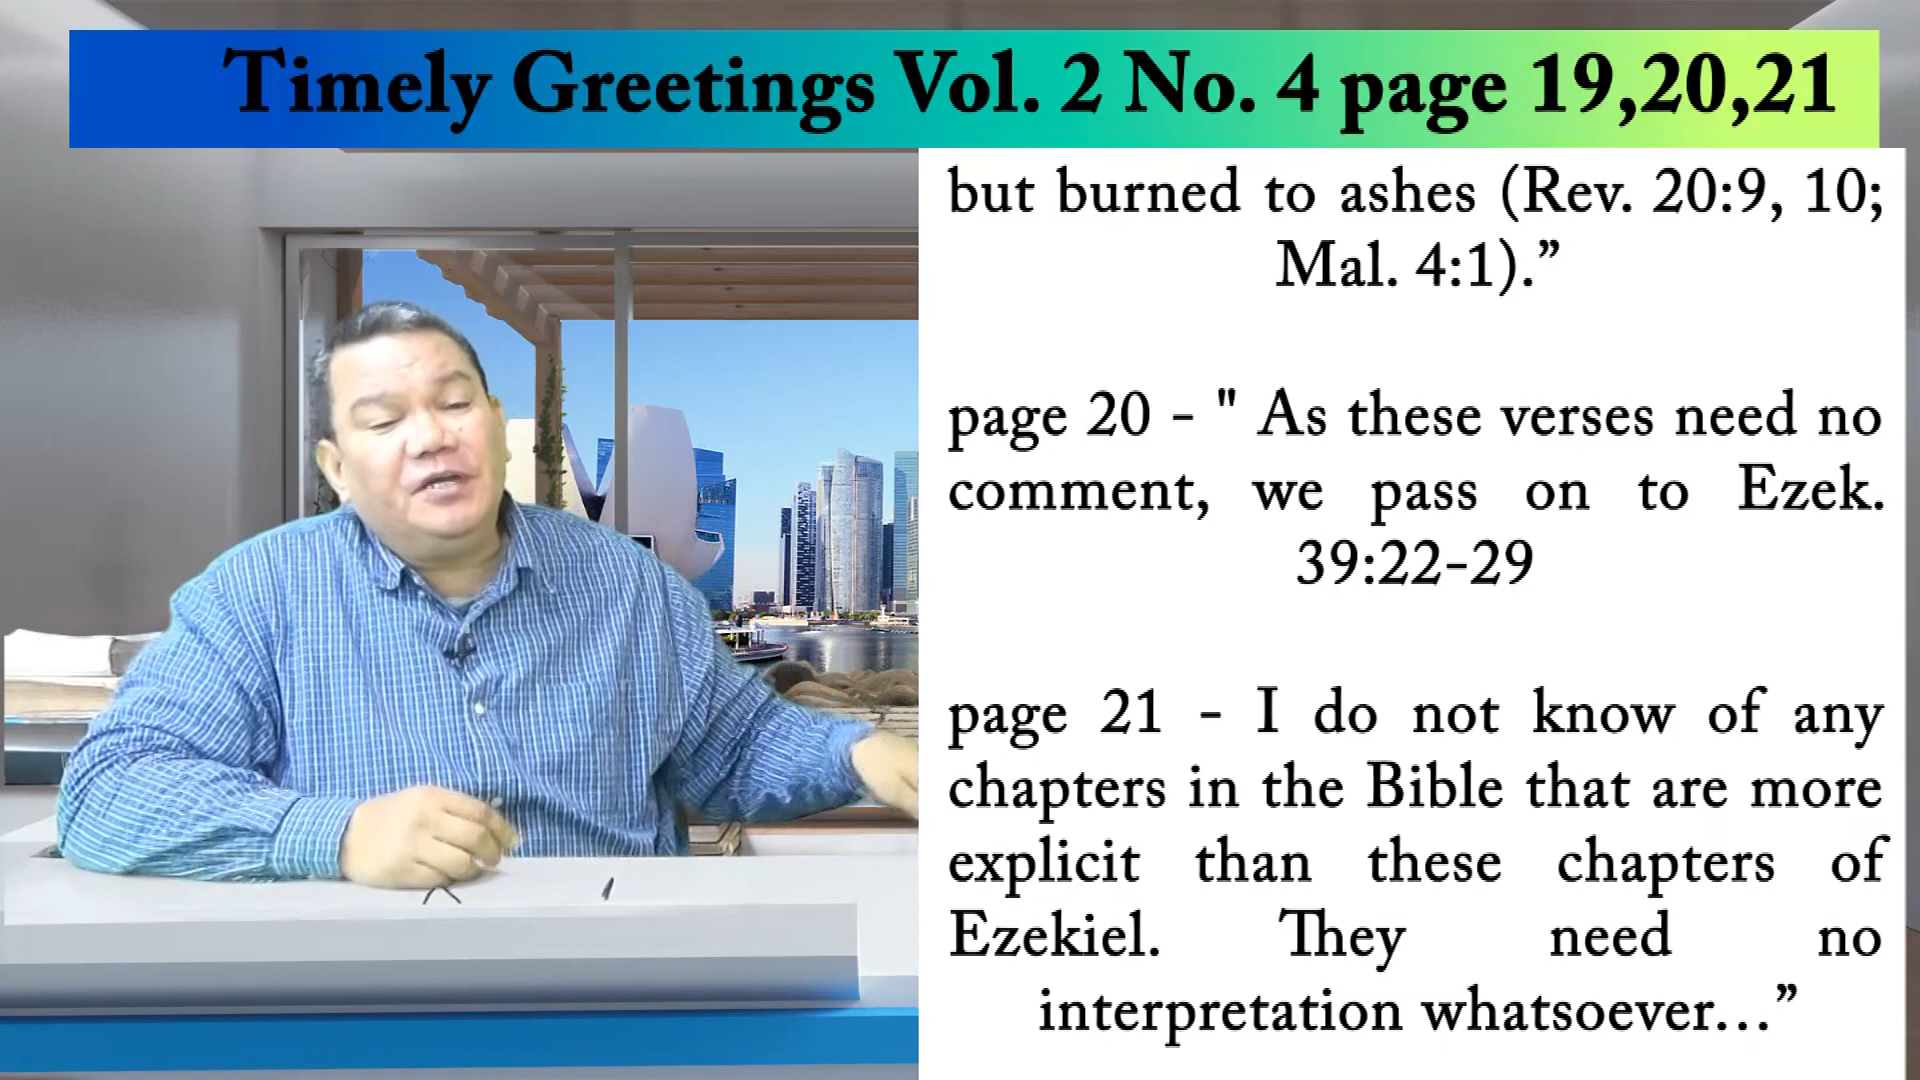 Timely Greetings Vol. 2 No. 4 page 19,20,21
but burned to ashes (Rev. 20:9, 10;
Mal. 4:1).”
page 20 - " As these verses need no
comment, we pass on to Ezek.
39:22-29
page 21 - I do not know of any
chapters in the Bible that are more
explicit than these chapters of
Ezekiel. They need no
interpretation whatsoever…”